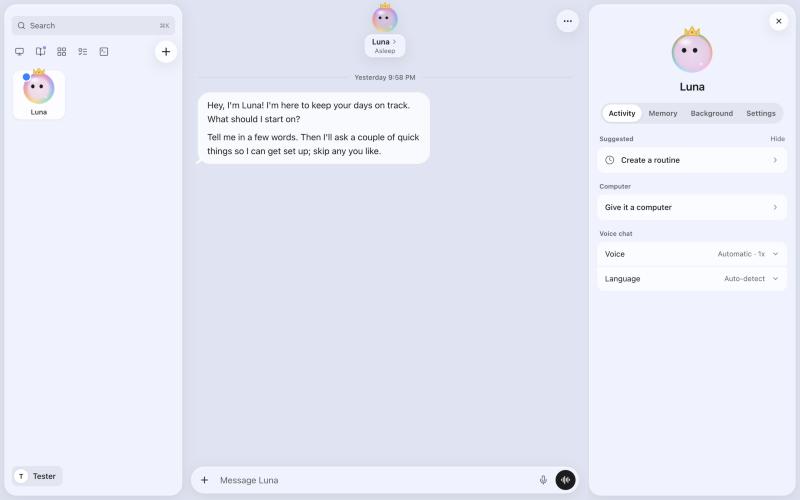 Search ⌘K
Luna
T Tester
Luna
Asleep
Yesterday 9:58 PM
Hey, I'm Luna! I'm here to keep your days on track.
What should I start on?
Tell me in a few words. Then I'll ask a couple of quick
things so I can get set up; skip any you like.
Message Luna
Luna
Activity Memory Background Settings
Suggested Hide
Create a routine
Computer
Give it a computer
Voice chat
Voice Automatic · 1x
Language Auto-detect